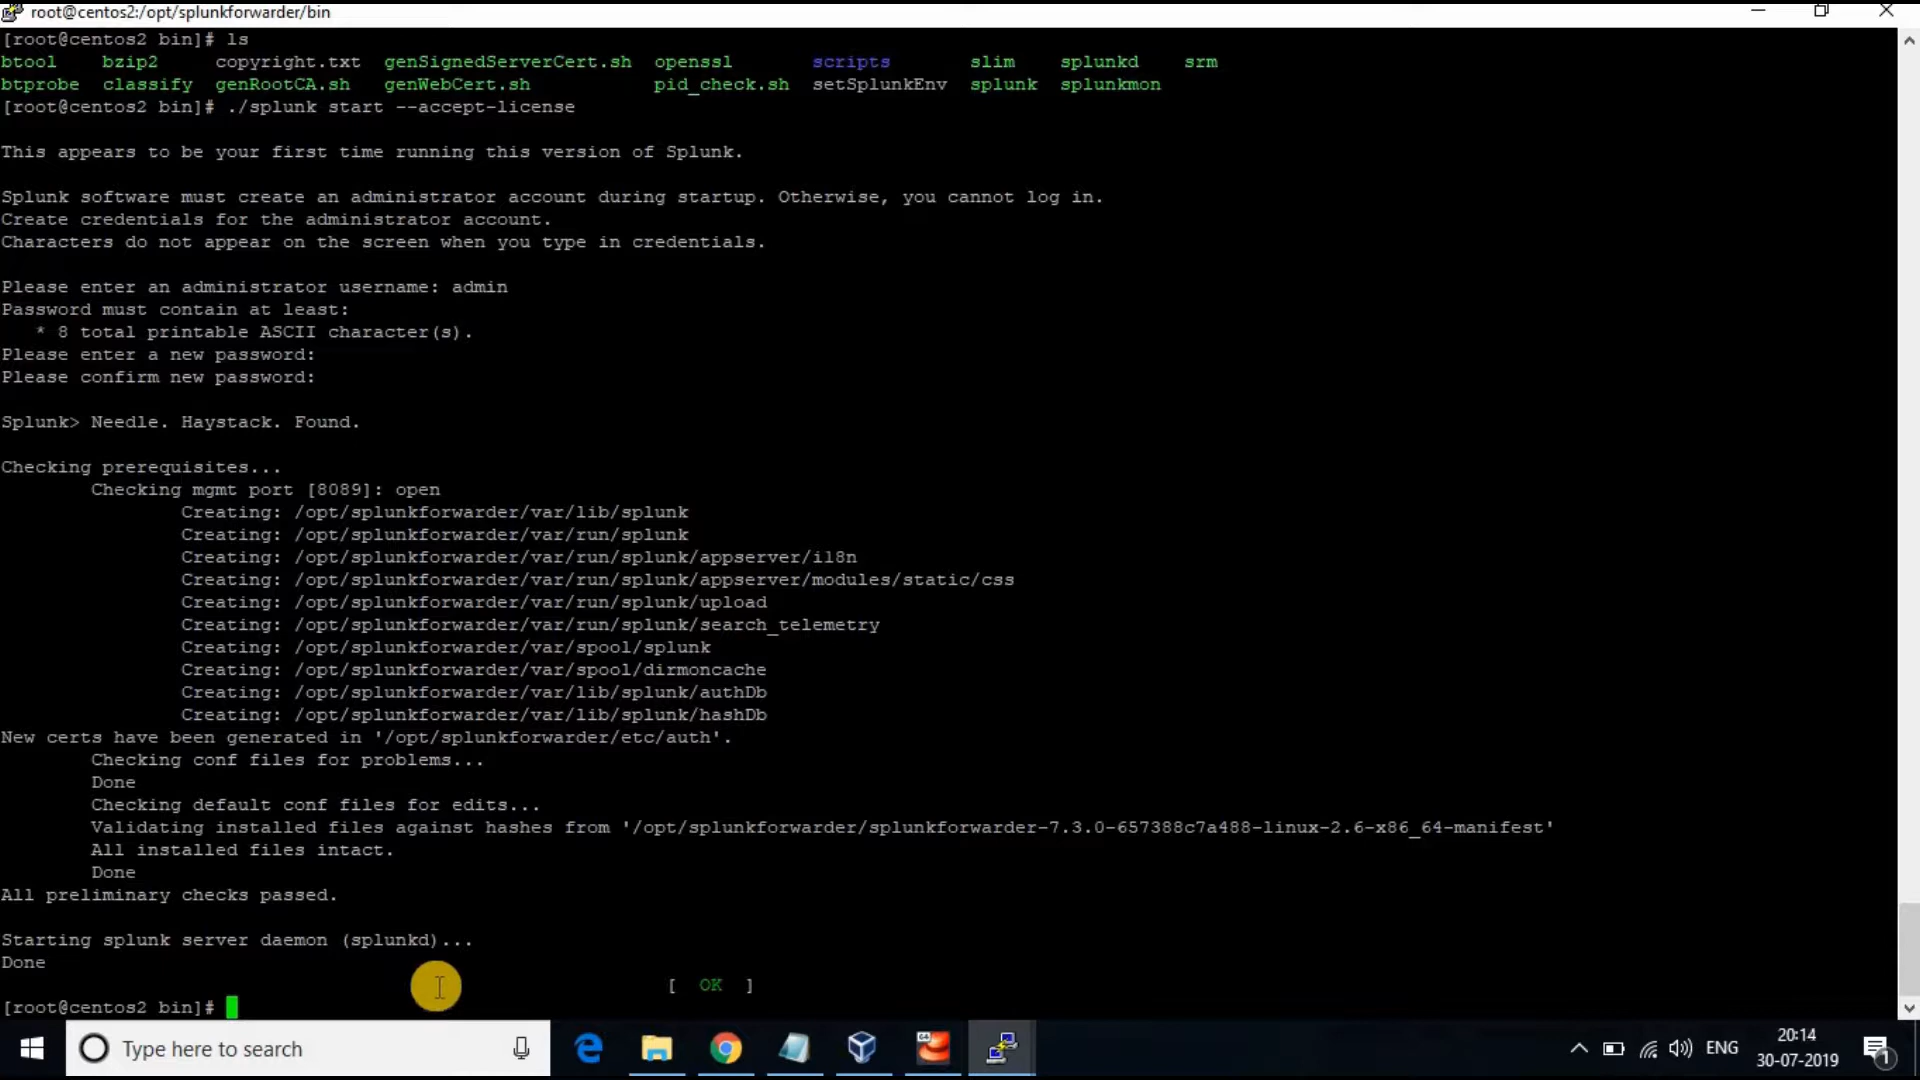 root@centos2:/opt/splunkforwarder/bin
[root@centos2 bin]# ls
btool bzip2 copyright.txt genSignedServerCert.sh openssl scripts slim splunkd srm
btprobe classify genRootCA.sh genWebCert.sh pid_check.sh setSplunkEnv splunk splunkmon
[root@centos2 bin]# ./splunk start --accept-license
This appears to be your first time running this version of Splunk.
Splunk software must create an administrator account during startup. Otherwise, you cannot log in.
Create credentials for the administrator account.
Characters do not appear on the screen when you type in credentials.
Please enter an administrator username: admin
Password must contain at least:
* 8 total printable ASCII character(s).
Please enter a new password:
Please confirm new password:
Splunk> Needle. Haystack. Found.
Checking prerequisites...
Checking mgmt port [8089]: open
Creating: /opt/splunkforwarder/var/lib/splunk
Creating: /opt/splunkforwarder/var/run/splunk
Creating: /opt/splunkforwarder/var/run/splunk/appserver/i18n
Creating: /opt/splunkforwarder/var/run/splunk/appserver/modules/static/css
Creating: /opt/splunkforwarder/var/run/splunk/upload
Creating: /opt/splunkforwarder/var/run/splunk/search_telemetry
Creating: /opt/splunkforwarder/var/spool/splunk
Creating: /opt/splunkforwarder/var/spool/dirmoncache
Creating: /opt/splunkforwarder/var/lib/splunk/authDb
Creating: /opt/splunkforwarder/var/lib/splunk/hashDb
New certs have been generated in '/opt/splunkforwarder/etc/auth'.
Checking conf files for problems...
Done
Checking default conf files for edits...
Validating installed files against hashes from '/opt/splunkforwarder/splunkforwarder-7.3.0-657388c7a488-linux-2.6-x86_64-manifest'
All installed files intact.
Done
All preliminary checks passed.
Starting splunk server daemon (splunkd)...
Done
[ OK ]
[root@centos2 bin]#
Type here to search
64
ENG
20:14
30-07-2019
1